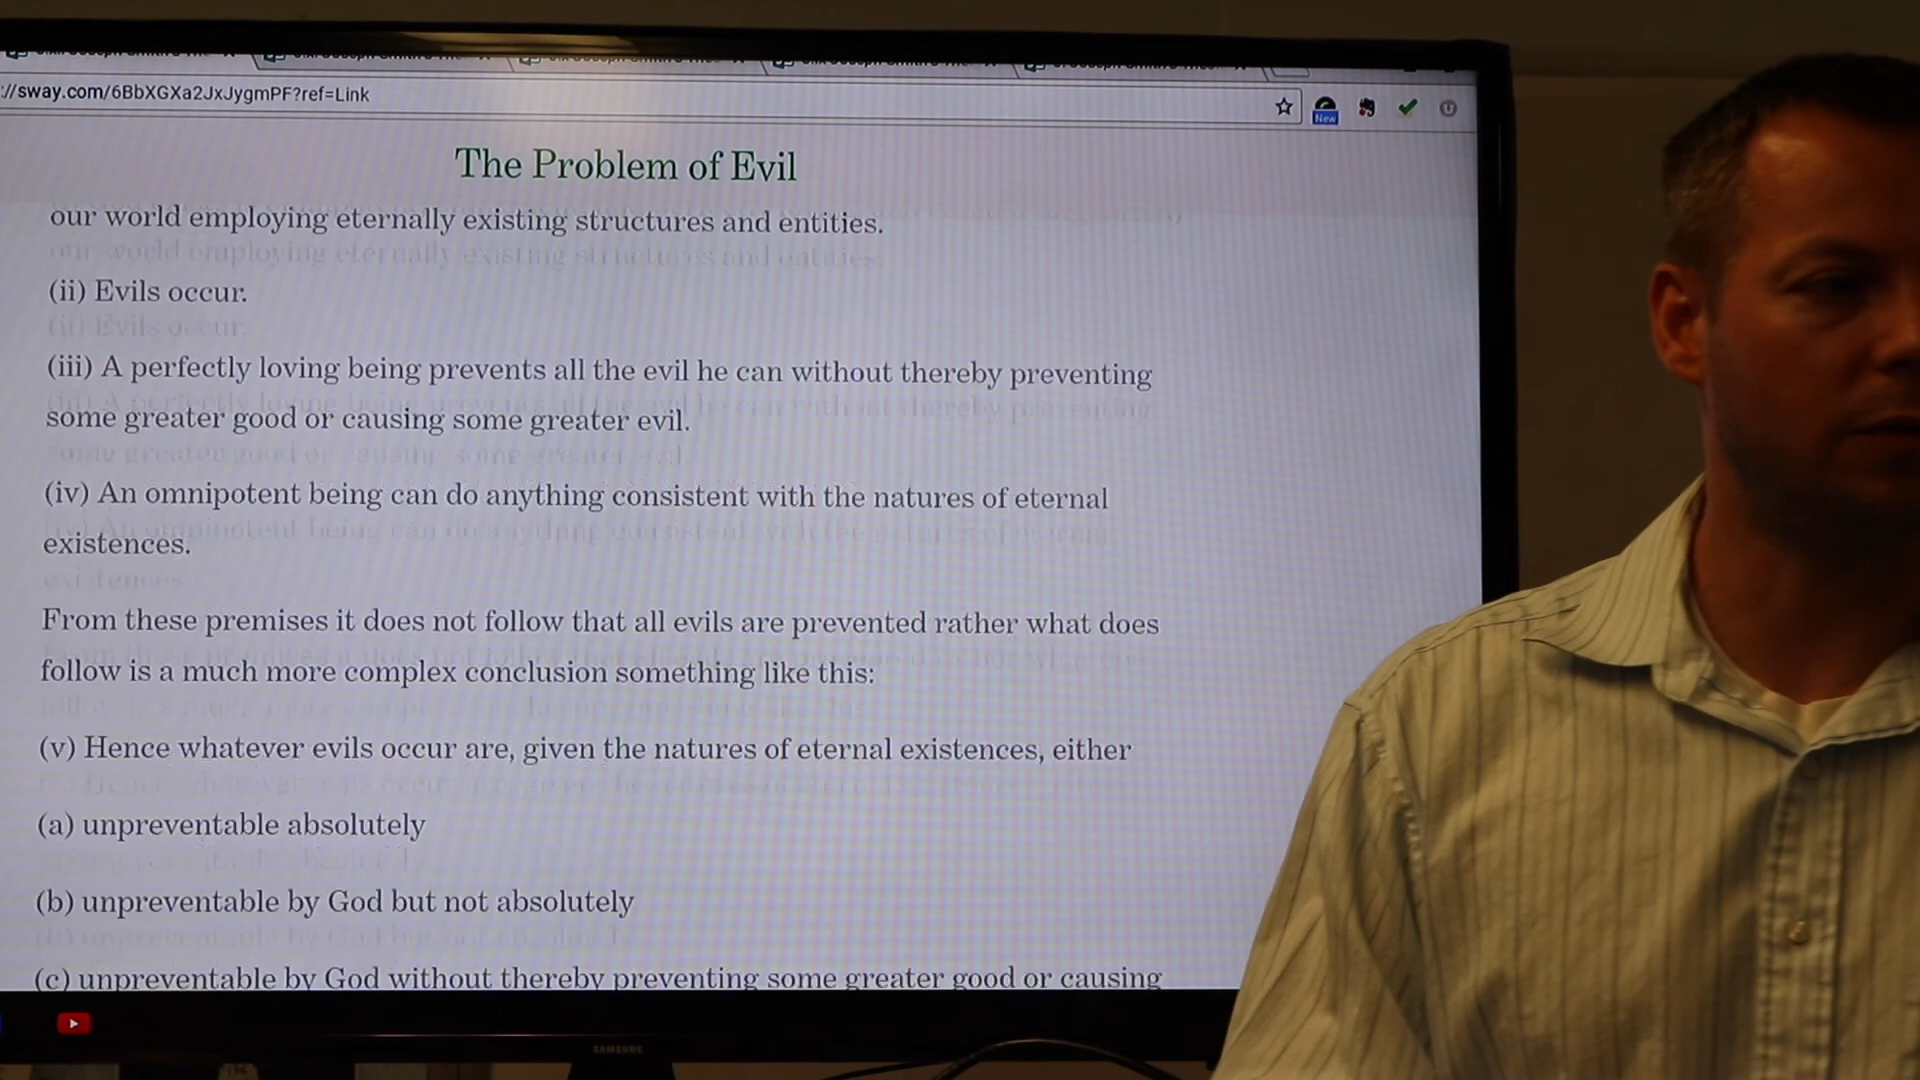 ://sway.com/6BbXGXa2JxJygmPF?ref=Link
New
The Problem of Evil
our world employing eternally existing structures and entities.
(ii) Evils occur.
(iii) A perfectly loving being prevents all the evil he can without thereby preventing
some greater good or causing some greater evil.
(iv) An omnipotent being can do anything consistent with the natures of eternal
existences.
From these premises it does not follow that all evils are prevented rather what does
follow is a much more complex conclusion something like this:
(v) Hence whatever evils occur are, given the natures of eternal existences, either
(a) unpreventable absolutely
(b) unpreventable by God but not absolutely
(c) unpreventable by God without thereby preventing some greater good or causing
SAMSUNG